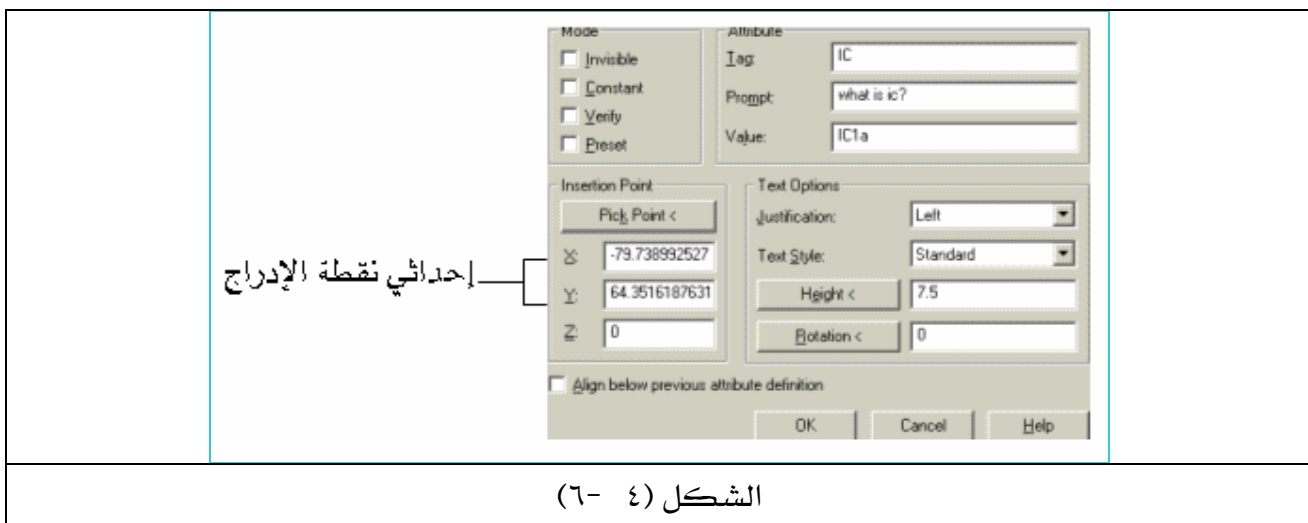 Mode
Invisible
Constant
Verify
Preset
Attribute
Tag: IC
Prompt: what is ic?
Value: IC1a
Insertion Point
Pick Point <
X: -79.738992527
Y: 64.3516187631
Z: 0
إحداثي نقطة الإدراج
Text Options
Justification: Left
Text Style: Standard
Height < 7.5
Rotation < 0
Align below previous attribute definition
OK Cancel Help
الشكل (٤ -٦)